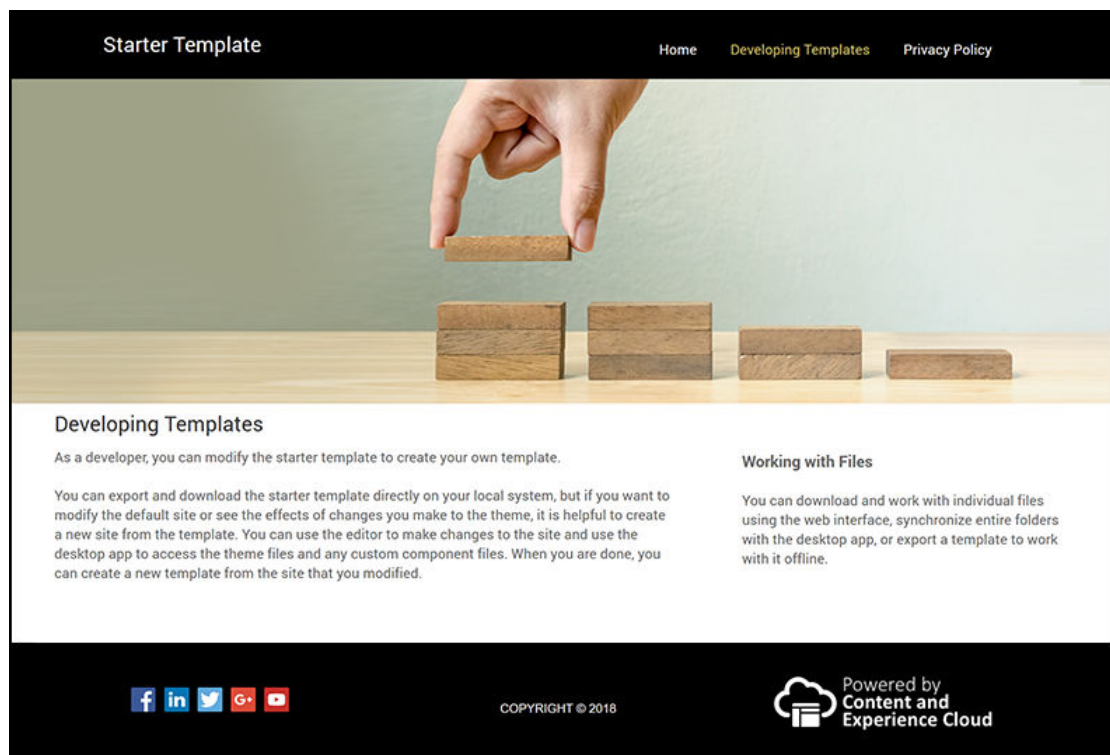 Starter Template
Home
Developing Templates
Privacy Policy
Developing Templates
As a developer, you can modify the starter template to create your own template.
You can export and download the starter template directly on your local system, but if you want to
modify the default site or see the effects of changes you make to the theme, it is helpful to create
a new site from the template. You can use the editor to make changes to the site and use the
desktop app to access the theme files and any custom component files. When you are done, you
can create a new template from the site that you modified.
Working with Files
You can download and work with individual files
using the web interface, synchronize entire folders
with the desktop app, or export a template to work
with it offline.
f
in
G+
COPYRIGHT © 2018
Powered by
Content and
Experience Cloud